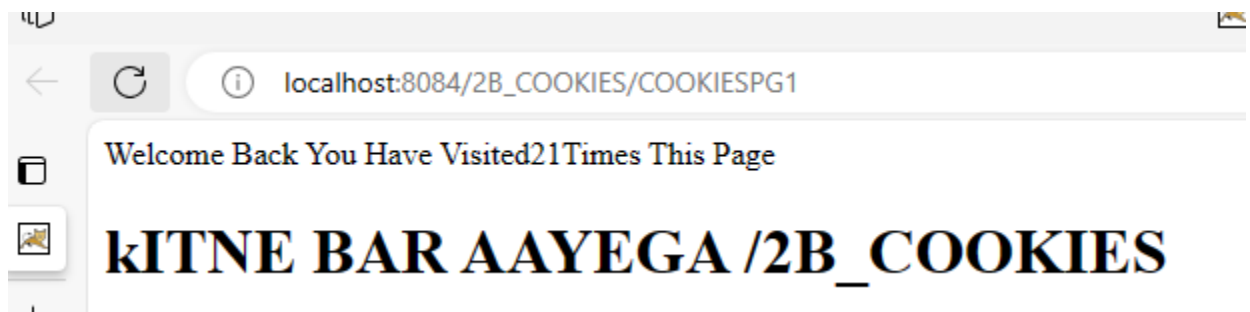 localhost:8084/2B_COOKIES/COOKIESPG1
Welcome Back You Have Visited21Times This Page
kITNE BAR AAYEGA /2B_COOKIES